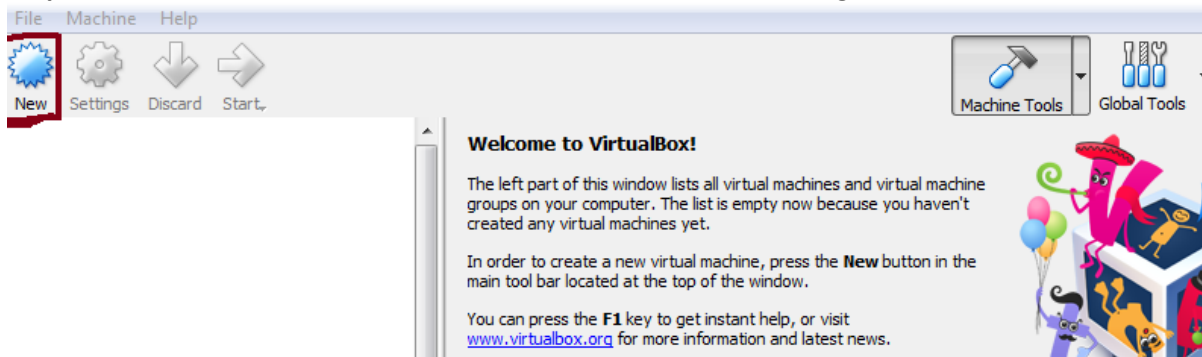 File Machine Help
New Settings Discard Start
Machine Tools Global Tools
Welcome to VirtualBox!
The left part of this window lists all virtual machines and virtual machine
groups on your computer. The list is empty now because you haven't
created any virtual machines yet.
In order to create a new virtual machine, press the New button in the
main tool bar located at the top of the window.
You can press the F1 key to get instant help, or visit
www.virtualbox.org for more information and latest news.